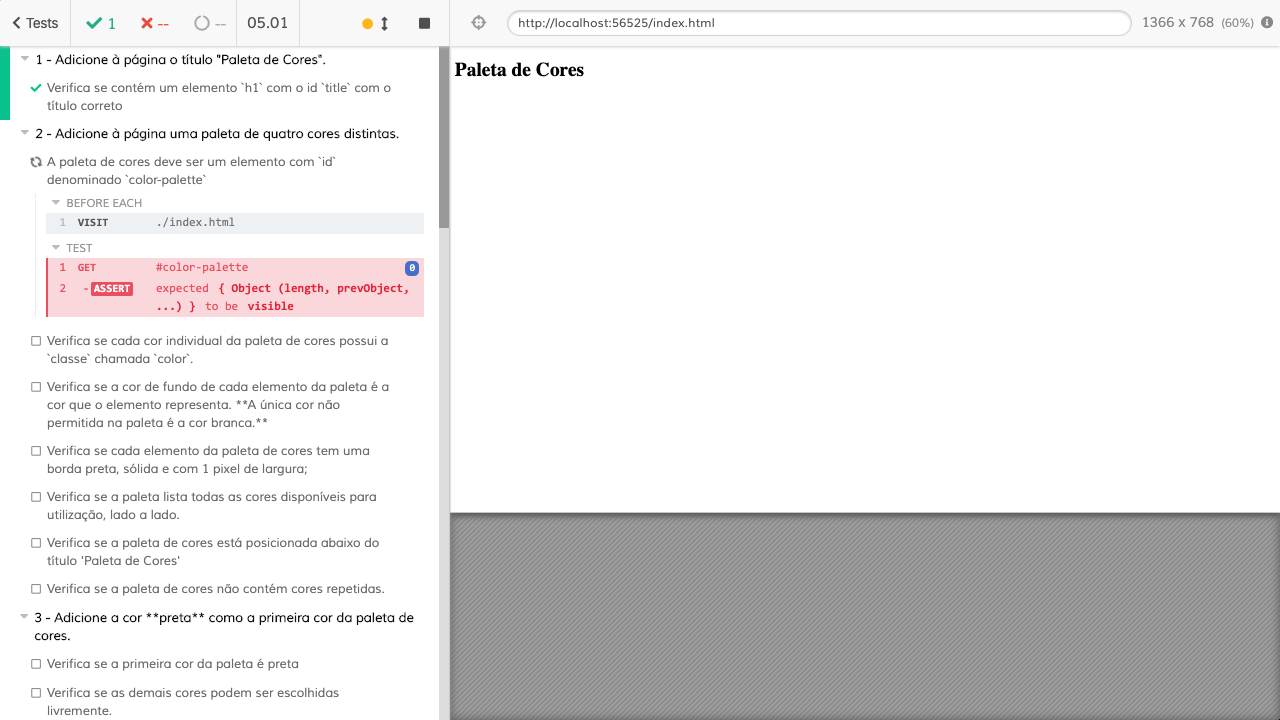 Tests
1
--
--
05.01
http://localhost:56525/index.html
1366 x 768 (60%)
1 - Adicione à página o título "Paleta de Cores".
Verifica se contém um elemento `h1` com o id `title` com o
título correto
2 - Adicione à página uma paleta de quatro cores distintas.
A paleta de cores deve ser um elemento com `id`
denominado `color-palette`
BEFORE EACH
1 VISIT ./index.html
TEST
1 GET #color-palette 0
2 -ASSERT expected { Object (length, prevObject,
...) } to be visible
Verifica se cada cor individual da paleta de cores possui a
`classe` chamada `color`.
Verifica se a cor de fundo de cada elemento da paleta é a
cor que o elemento representa. **A única cor não
permitida na paleta é a cor branca.**
Verifica se cada elemento da paleta de cores tem uma
borda preta, sólida e com 1 pixel de largura;
Verifica se a paleta lista todas as cores disponíveis para
utilização, lado a lado.
Verifica se a paleta de cores está posicionada abaixo do
título 'Paleta de Cores'
Verifica se a paleta de cores não contém cores repetidas.
3 - Adicione a cor **preta** como a primeira cor da paleta de
cores.
Verifica se a primeira cor da paleta é preta
Verifica se as demais cores podem ser escolhidas
livremente.
Paleta de Cores